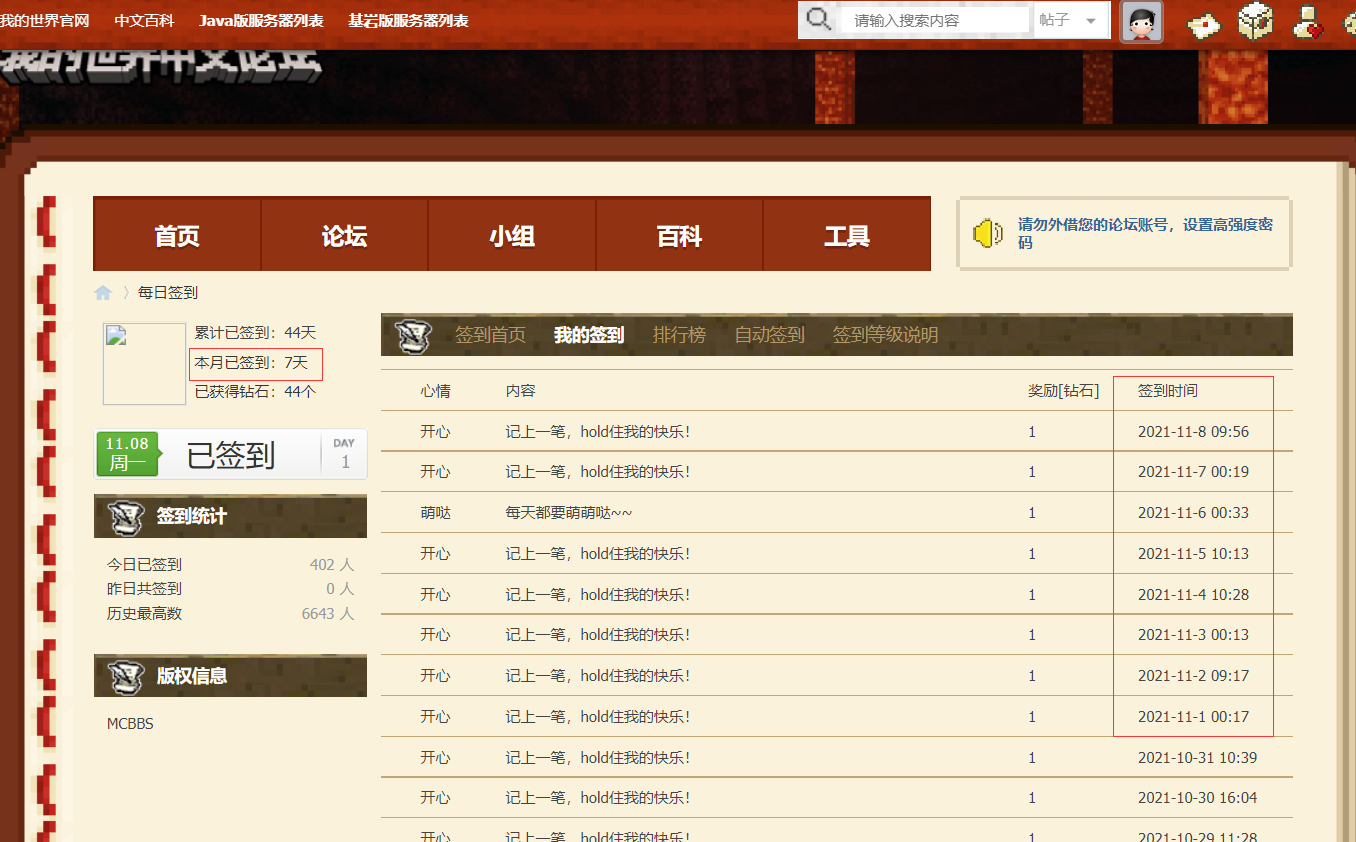 我的世界官网 中文百科 Java版服务器列表 基岩版服务器列表 请输入搜索内容 帖子
我的世界中文论坛
首页 论坛 小组 百科 工具
请勿外借您的论坛账号，设置高强度密
码
每日签到
累计已签到：44天
本月已签到：7天
已获得钻石：44个
11.08
周一
已签到
DAY
1
签到统计
今日已签到 402 人
昨日共签到 0 人
历史最高数 6643 人
版权信息
MCBBS
签到首页 我的签到 排行榜 自动签到 签到等级说明
心情 内容 奖励[钻石] 签到时间
开心 记上一笔，hold住我的快乐！ 1 2021-11-8 09:56
开心 记上一笔，hold住我的快乐！ 1 2021-11-7 00:19
萌哒 每天都要萌萌哒~~ 1 2021-11-6 00:33
开心 记上一笔，hold住我的快乐！ 1 2021-11-5 10:13
开心 记上一笔，hold住我的快乐！ 1 2021-11-4 10:28
开心 记上一笔，hold住我的快乐！ 1 2021-11-3 00:13
开心 记上一笔，hold住我的快乐！ 1 2021-11-2 09:17
开心 记上一笔，hold住我的快乐！ 1 2021-11-1 00:17
开心 记上一笔，hold住我的快乐！ 1 2021-10-31 10:39
开心 记上一笔，hold住我的快乐！ 1 2021-10-30 16:04
开心 记上一笔，hold住我的快乐！ 1 2021-10-29 11:28